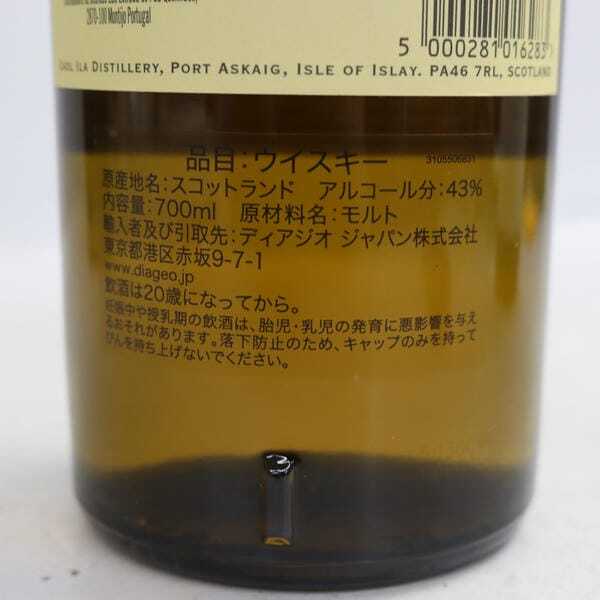 2870-100 Montijo Portugal
5 000281 016283
CAOL ILA DISTILLERY, PORT ASKAIG, ISLE OF ISLAY. PA46 7RL, SCOTLAND
品目：ウイスキー
3105506831
原産地名：スコットランド　アルコール分：43%
内容量：700ml　原材料名：モルト
輸入者及び引取先：ディアジオ ジャパン株式会社
東京都港区赤坂9-7-1
www.diageo.jp
飲酒は20歳になってから。
妊娠中や授乳期の飲酒は、胎児・乳児の発育に悪影響を与え
るおそれがあります。落下防止のため、キャップのみを持って
びんを持ち上げないでください。